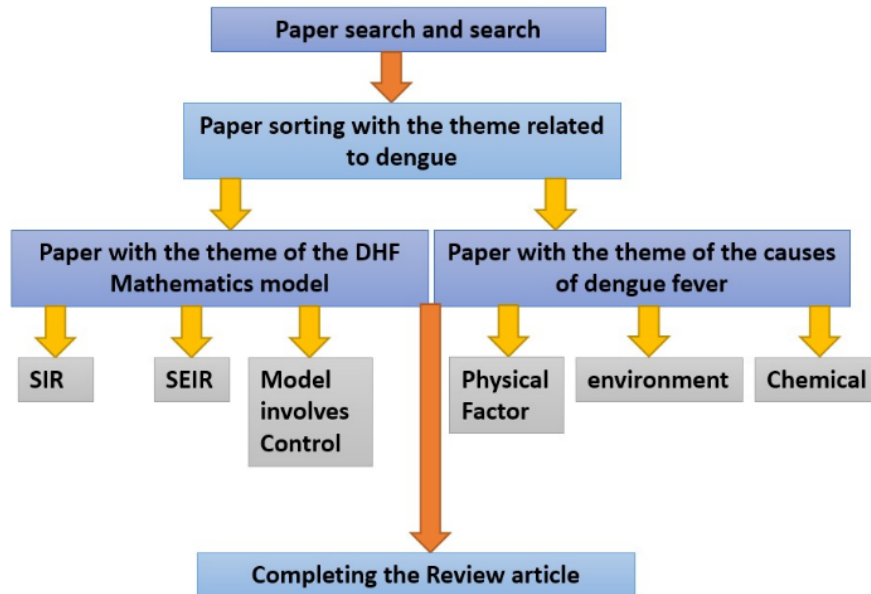 Paper search and search
Paper sorting with the theme related
to dengue
Paper with the theme of the DHF
Mathematics model
Paper with the theme of the causes
of dengue fever
SIR
SEIR
Model
involves
Control
Physical
Factor
environment
Chemical
Completing the Review article